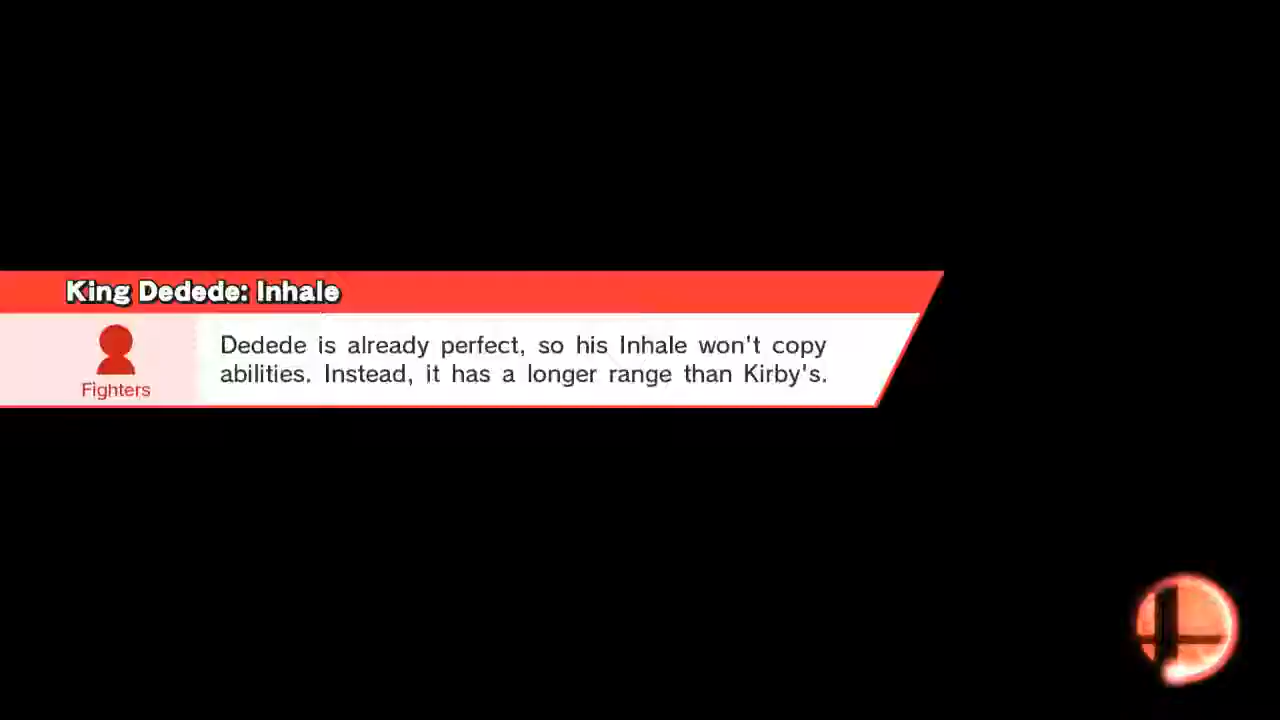 King Dedede: Inhale
Fighters
Dedede is already perfect, so his Inhale won't copy
abilities. Instead, it has a longer range than Kirby's.